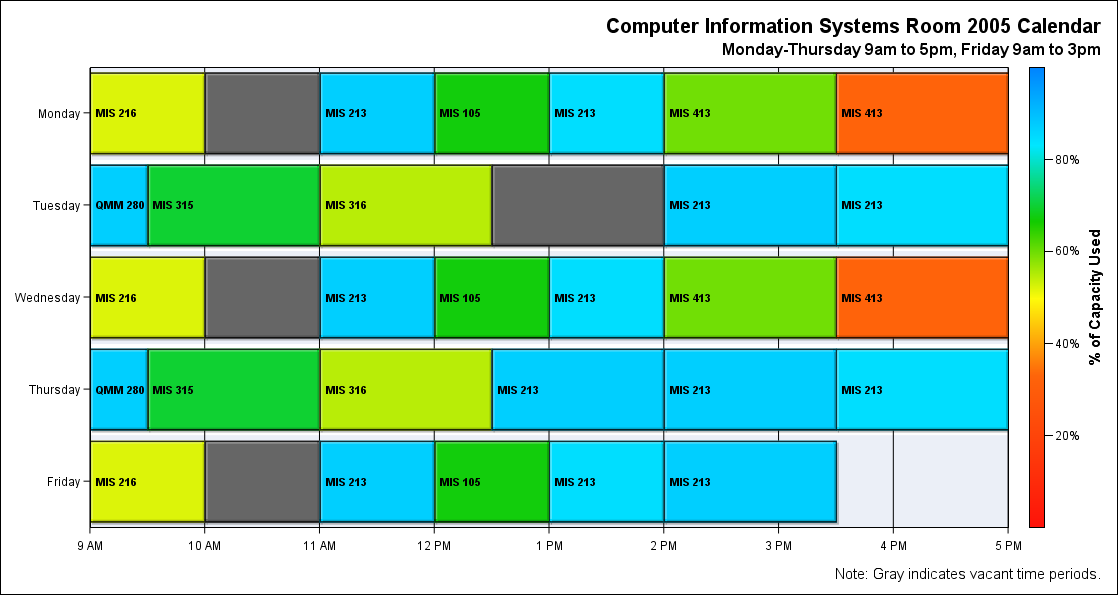 Computer Information Systems Room 2005 Calendar
Monday-Thursday 9am to 5pm, Friday 9am to 3pm
Monday MIS 216 MIS 213 MIS 105 MIS 213 MIS 413 MIS 413
80%
Tuesday QMM 280 MIS 315 MIS 316 MIS 213 MIS 213
60%
% of Capacity Used
Wednesday MIS 216 MIS 213 MIS 105 MIS 213 MIS 413 MIS 413
40%
Thursday QMM 280 MIS 315 MIS 316 MIS 213 MIS 213 MIS 213
20%
Friday MIS 216 MIS 213 MIS 105 MIS 213 MIS 213
9 AM 10 AM 11 AM 12 PM 1 PM 2 PM 3 PM 4 PM 5 PM
Note: Gray indicates vacant time periods.